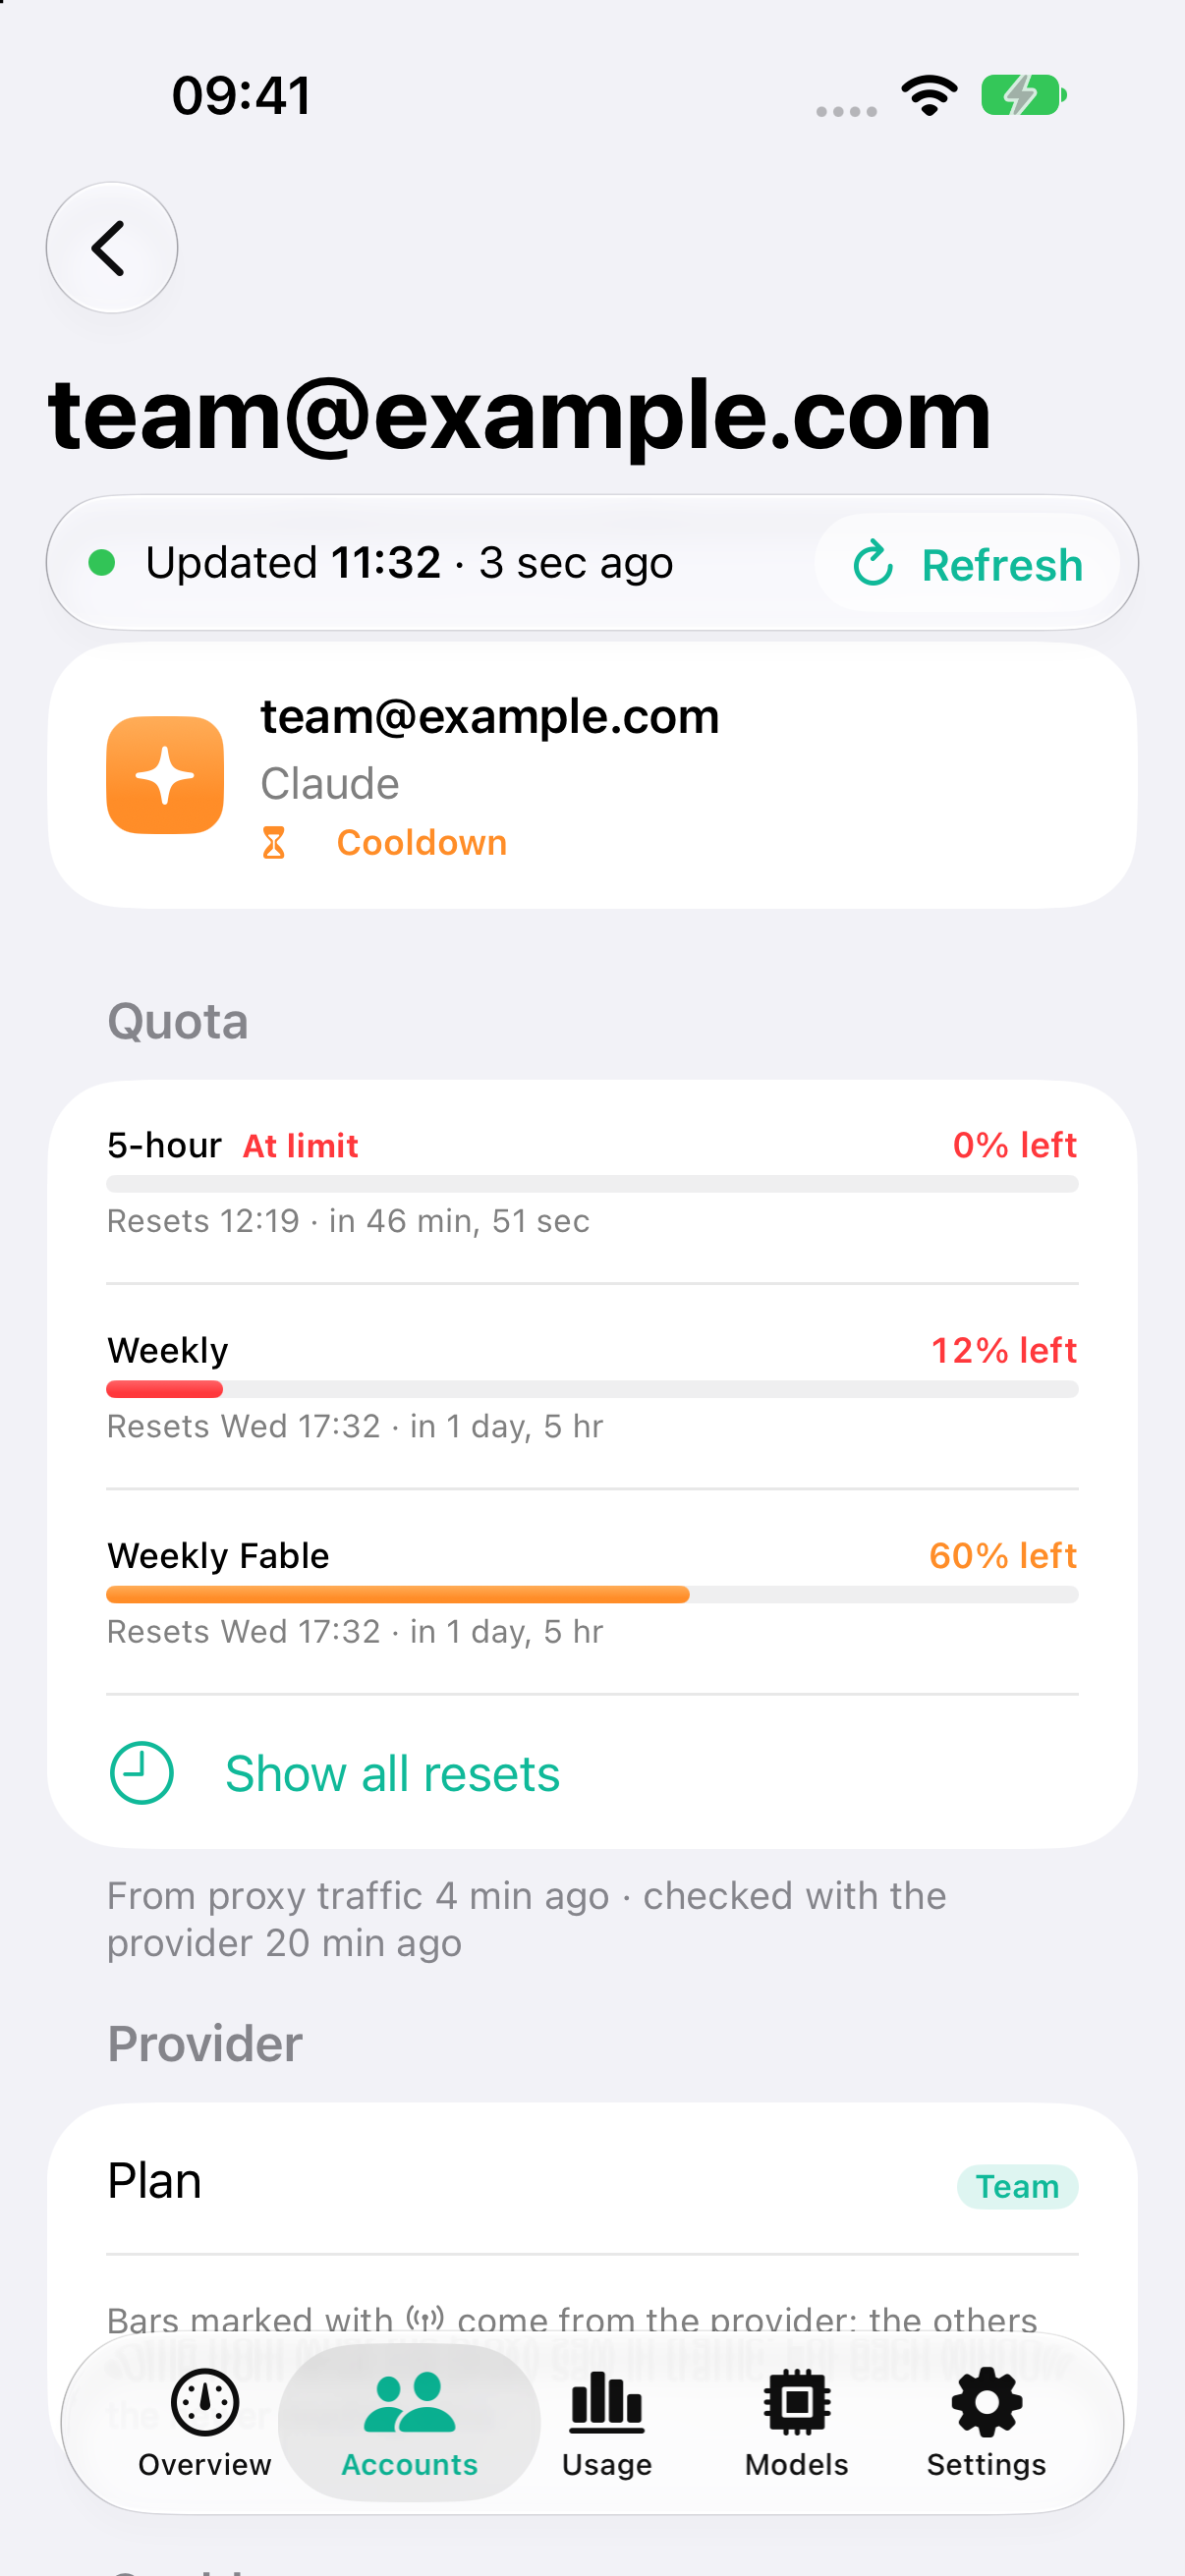 09:41
team@example.com
Updated 11:32 · 3 sec ago
Refresh
team@example.com
Claude
Cooldown
Quota
5-hour At limit
0% left
Resets 12:19 · in 46 min, 51 sec
Weekly
12% left
Resets Wed 17:32 · in 1 day, 5 hr
Weekly Fable
60% left
Resets Wed 17:32 · in 1 day, 5 hr
Show all resets
From proxy traffic 4 min ago · checked with the
provider 20 min ago
Provider
Plan
Team
Bars marked with come from the provider; the others
Overview
Accounts
Usage
Models
Settings